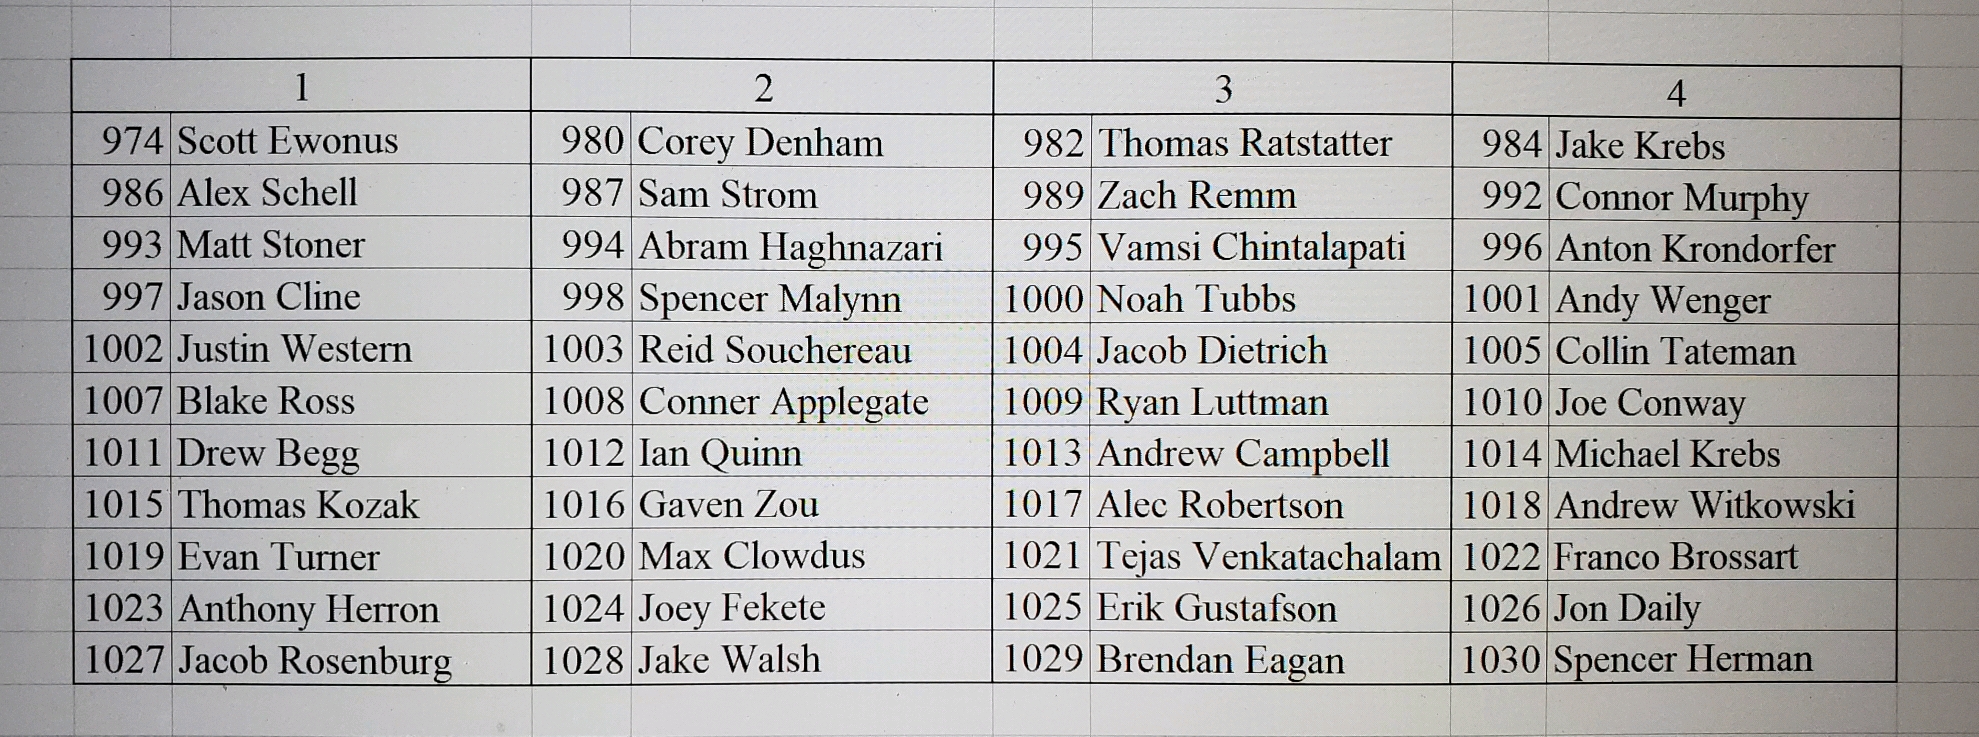 1 2 3 4
974 Scott Ewonus 980 Corey Denham 982 Thomas Ratstatter 984 Jake Krebs
986 Alex Schell 987 Sam Strom 989 Zach Remm 992 Connor Murphy
993 Matt Stoner 994 Abram Haghnazari 995 Vamsi Chintalapati 996 Anton Krondorfer
997 Jason Cline 998 Spencer Malynn 1000 Noah Tubbs 1001 Andy Wenger
1002 Justin Western 1003 Reid Souchereau 1004 Jacob Dietrich 1005 Collin Tateman
1007 Blake Ross 1008 Conner Applegate 1009 Ryan Luttman 1010 Joe Conway
1011 Drew Begg 1012 Ian Quinn 1013 Andrew Campbell 1014 Michael Krebs
1015 Thomas Kozak 1016 Gaven Zou 1017 Alec Robertson 1018 Andrew Witkowski
1019 Evan Turner 1020 Max Clowdus 1021 Tejas Venkatachalam 1022 Franco Brossart
1023 Anthony Herron 1024 Joey Fekete 1025 Erik Gustafson 1026 Jon Daily
1027 Jacob Rosenburg 1028 Jake Walsh 1029 Brendan Eagan 1030 Spencer Herman